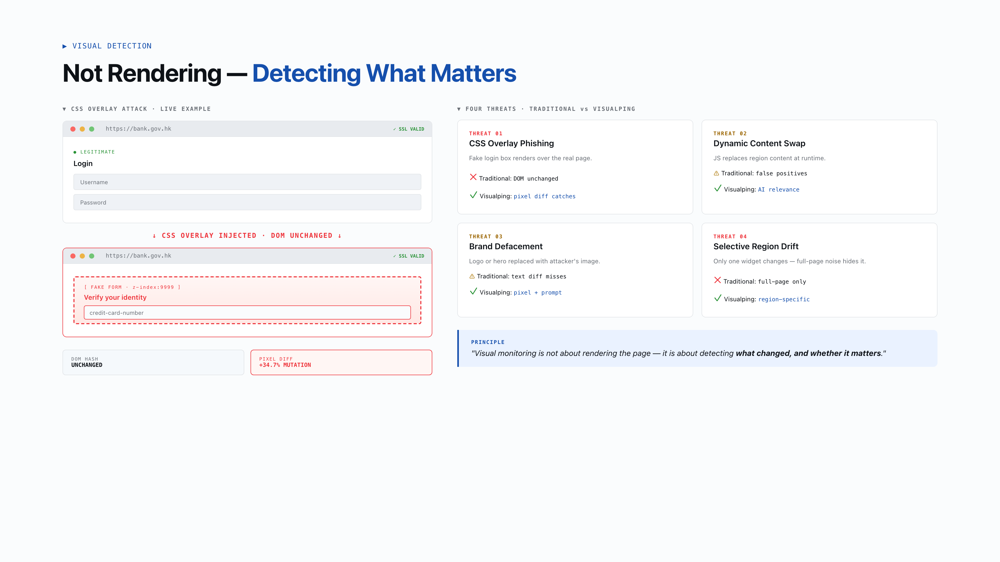 ▶ VISUAL DETECTION
Not Rendering — Detecting What Matters
▼ CSS OVERLAY ATTACK · LIVE EXAMPLE
https://bank.gov.hk
✓ SSL VALID
● LEGITIMATE
Login
Username
Password
↓ CSS OVERLAY INJECTED · DOM UNCHANGED ↓
https://bank.gov.hk
✓ SSL VALID
[ FAKE FORM · z-index:9999 ]
Verify your identity
credit-card-number
DOM HASH
UNCHANGED
PIXEL DIFF
+34.7% MUTATION
▼ FOUR THREATS · TRADITIONAL vs VISUALPING
THREAT 01
CSS Overlay Phishing
Fake login box renders over the real page.
Traditional: DOM unchanged
Visualping: pixel diff catches
THREAT 02
Dynamic Content Swap
JS replaces region content at runtime.
Traditional: false positives
Visualping: AI relevance
THREAT 03
Brand Defacement
Logo or hero replaced with attacker's image.
Traditional: text diff misses
Visualping: pixel + prompt
THREAT 04
Selective Region Drift
Only one widget changes — full-page noise hides it.
Traditional: full-page only
Visualping: region-specific
PRINCIPLE
"Visual monitoring is not about rendering the page — it is about detecting what changed, and whether it matters."